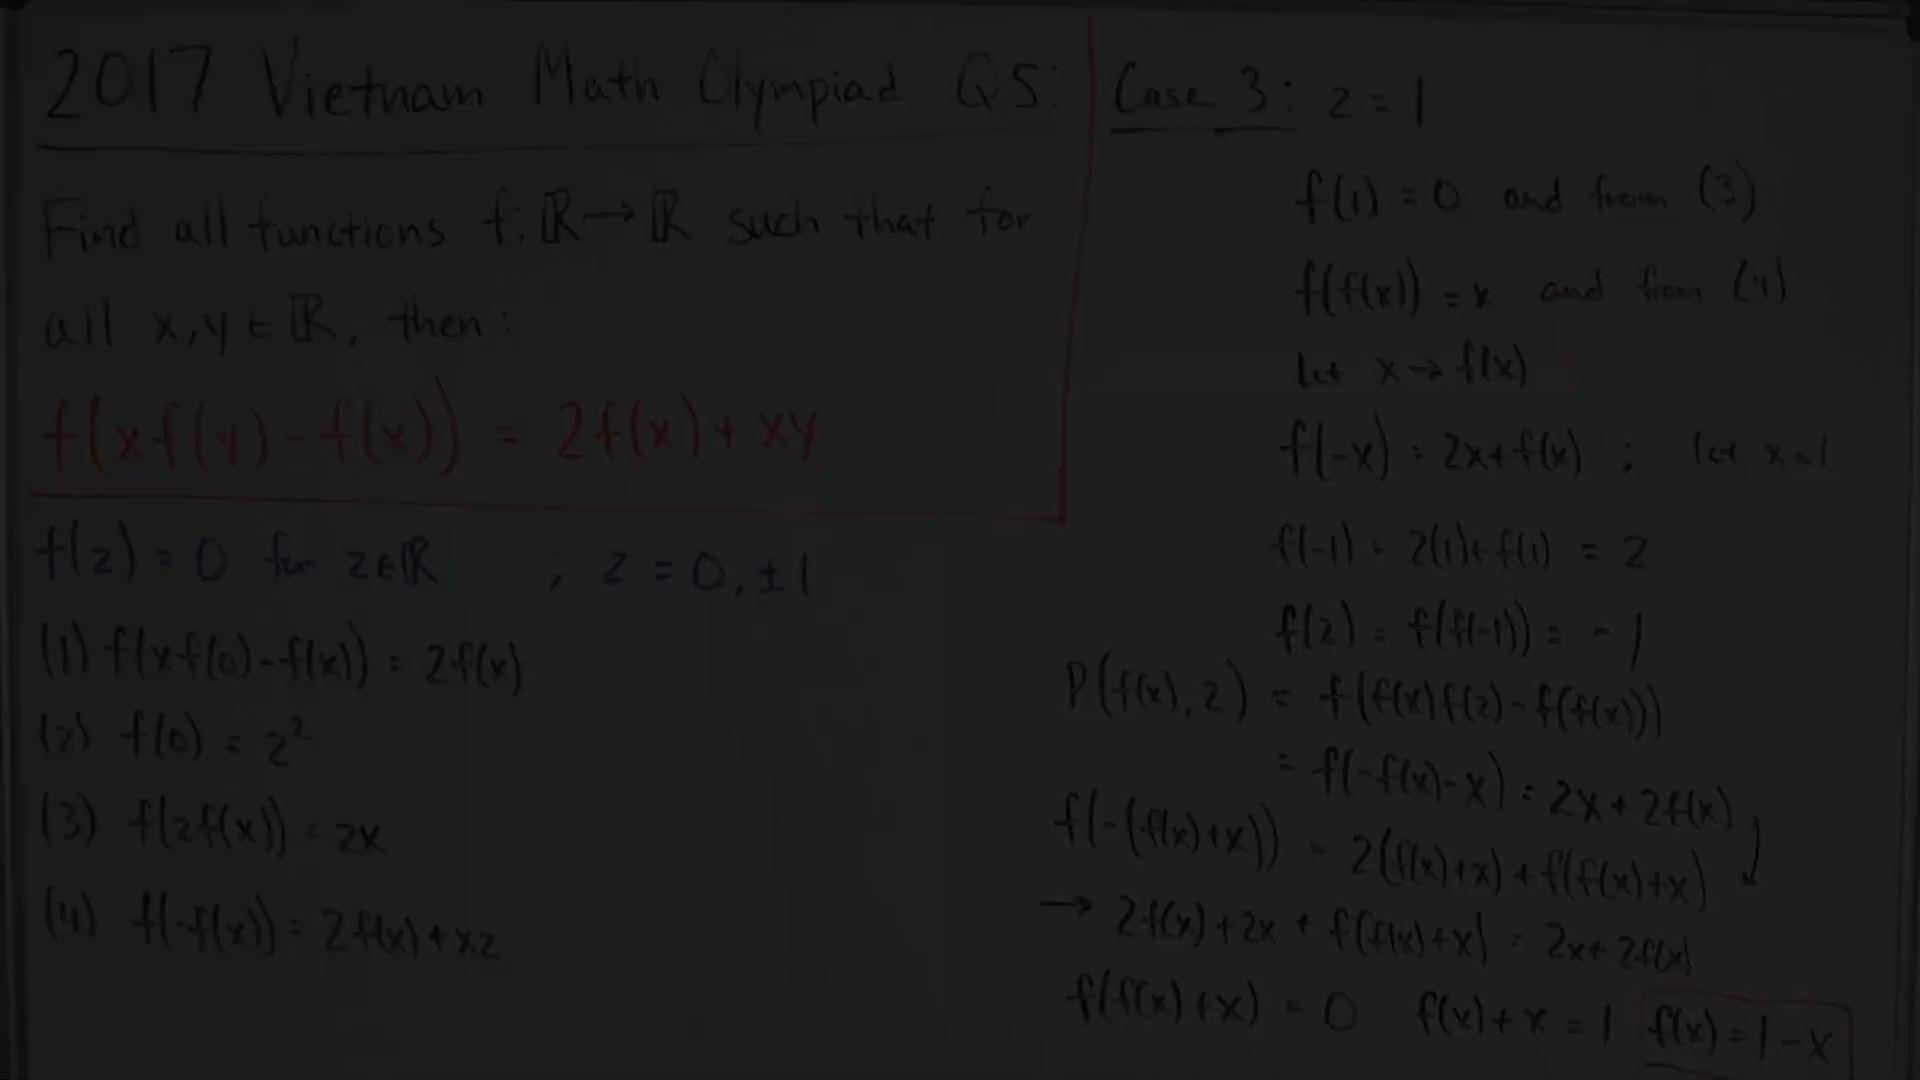 2017 Vietnam Math Olympiad Q5:
Find all functions f: ℝ→ℝ such that for
all x,y ∈ ℝ, then:
f(xf(y)-f(x)) = 2f(x)+xy
f(z) = 0 for z∈ℝ ; z = 0, ±1
(1) f(xf(0)-f(x)) = 2f(x)
(2) f(0) = z²
(3) f(zf(x)) = zx
(4) f(-f(x)) = 2f(x)+xz
Case 3: z = 1
f(1) = 0 and from (3)
f(f(x)) = x and from (4)
let x→f(x)
f(-x) = 2x+f(x) ; let x=1
f(-1) = 2(1)+f(1) = 2
f(2) = f(f(-1)) = -1
P(f(x),2) = f(f(x)f(2)-f(f(x)))
= f(-f(x)-x) = 2x+2f(x)
f(-(f(x)+x)) = 2(f(x)+x)+f(f(x)+x)
→ 2f(x)+2x+f(f(x)+x) = 2x+2f(x)
f(f(x)+x) = 0 f(x)+x = 1 f(x) = 1-x